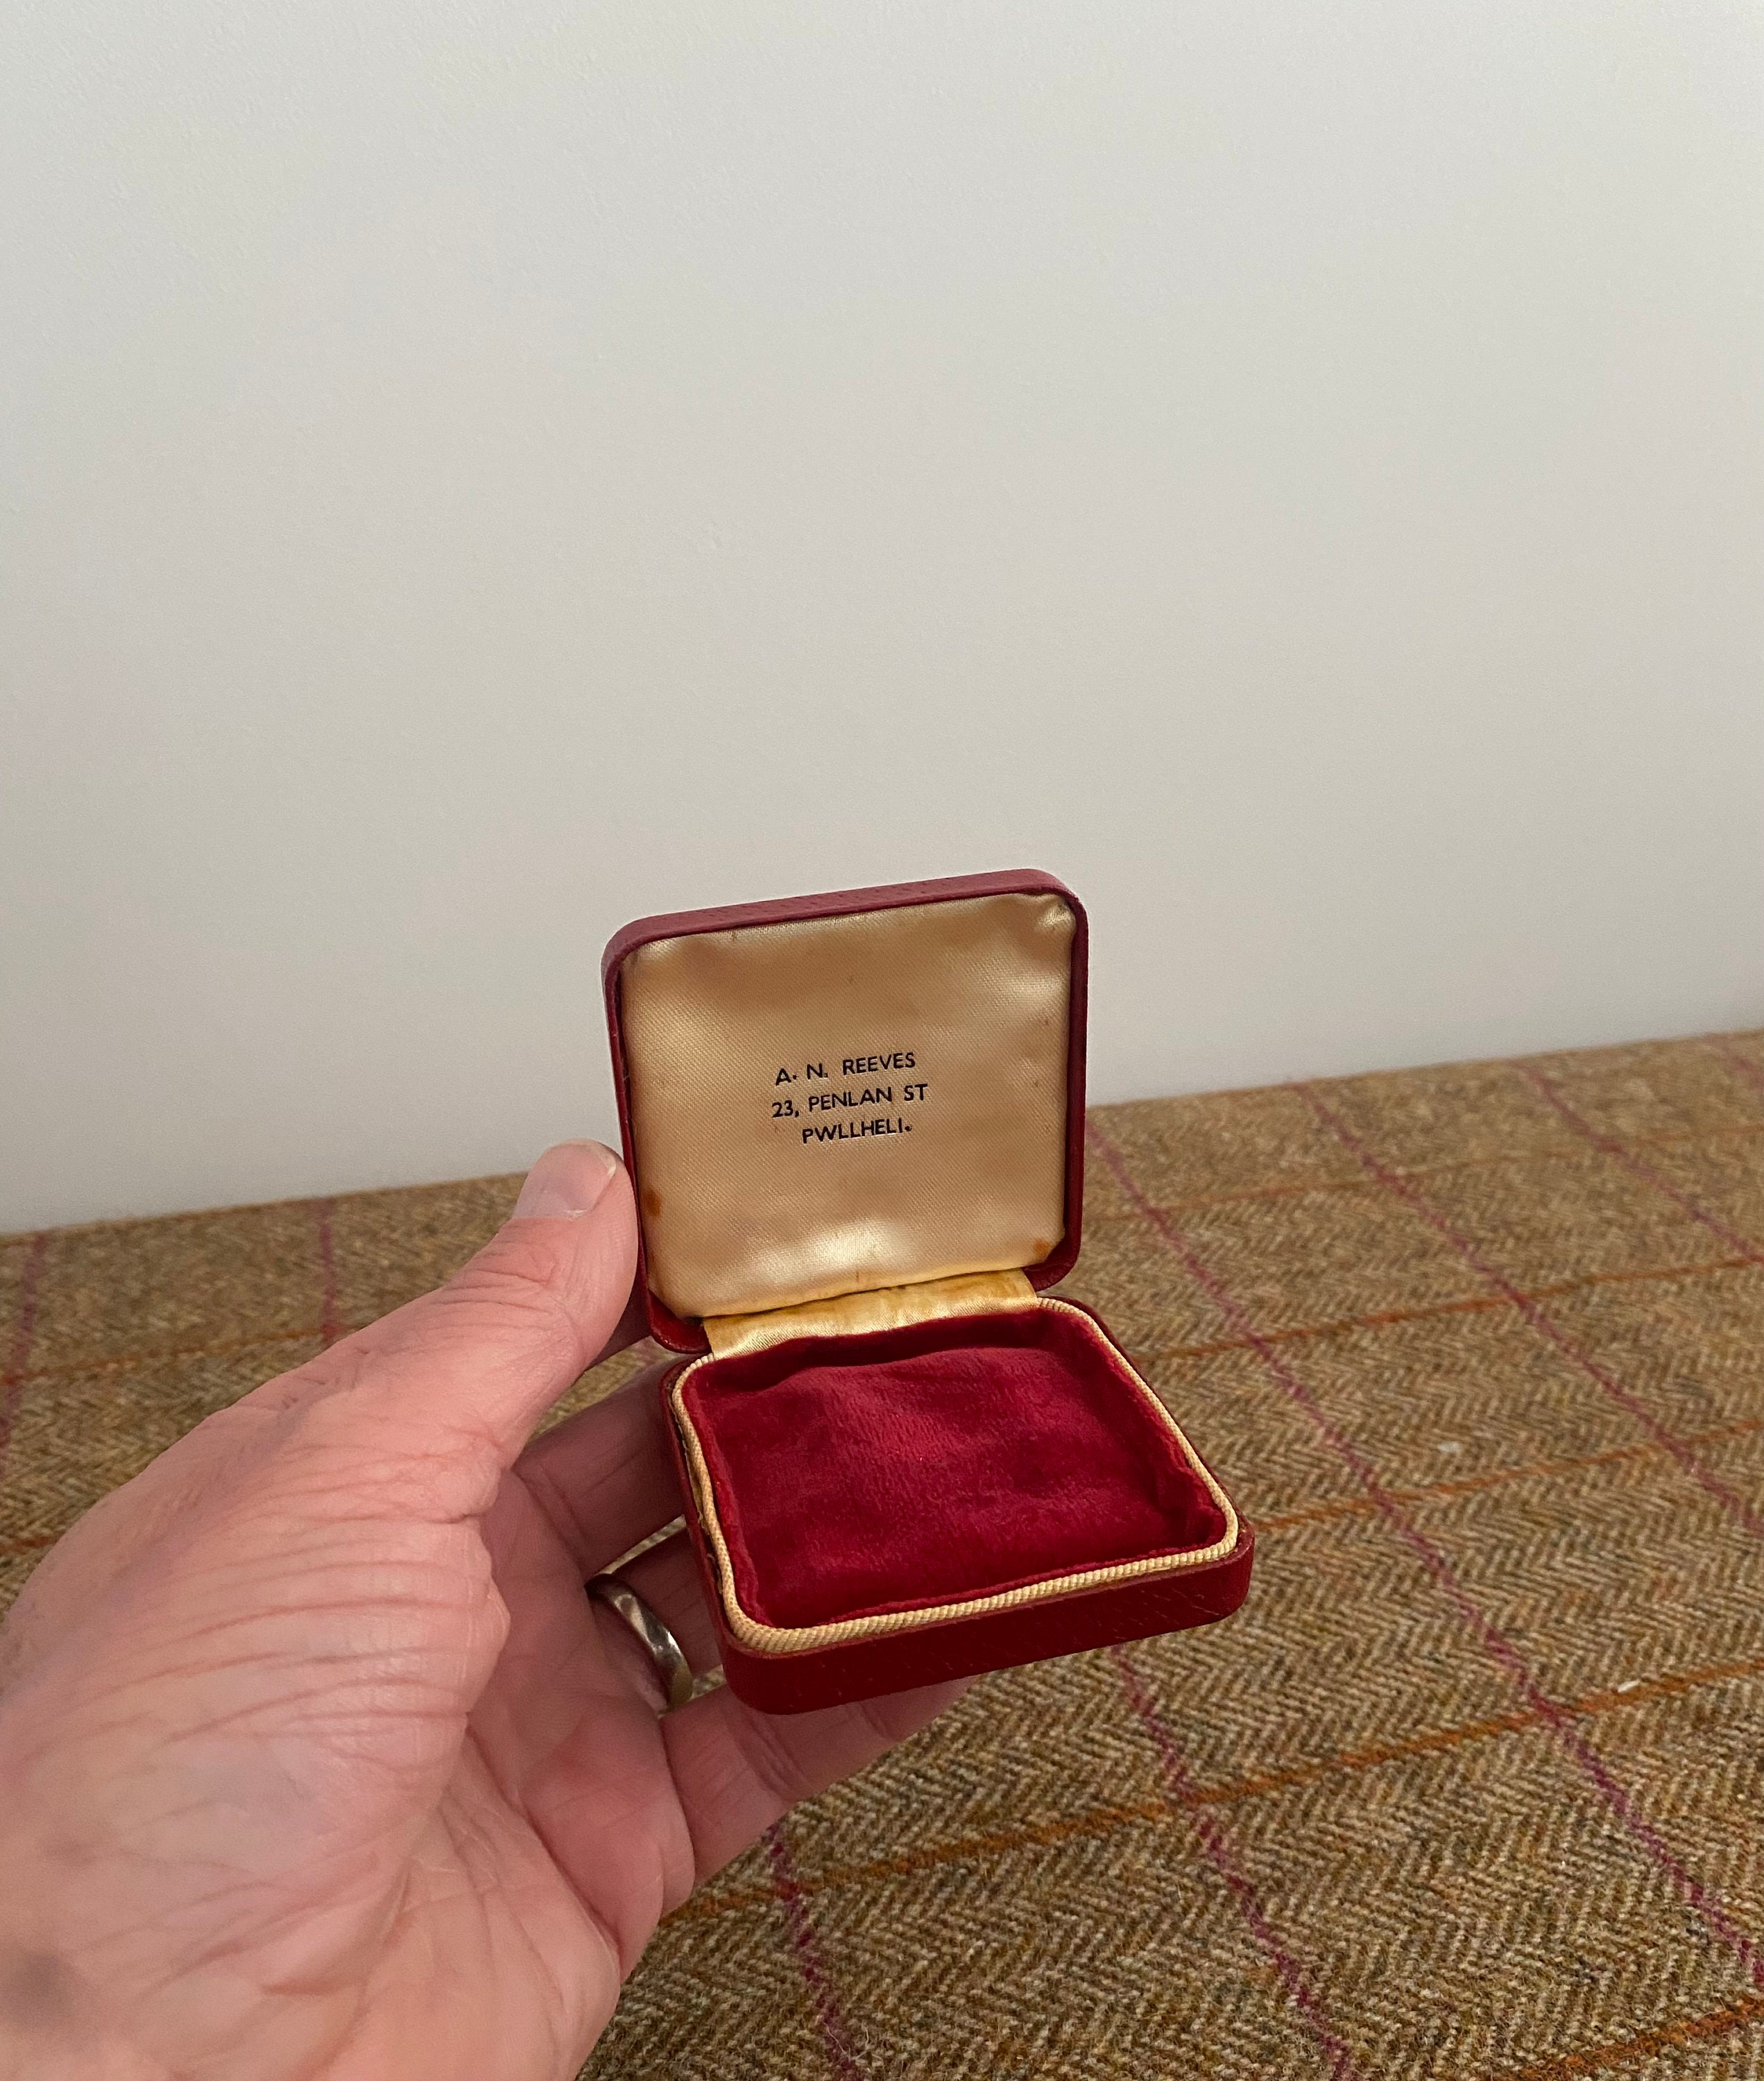 A. N. REEVES
23, PENLAN ST
PWLLHELI.